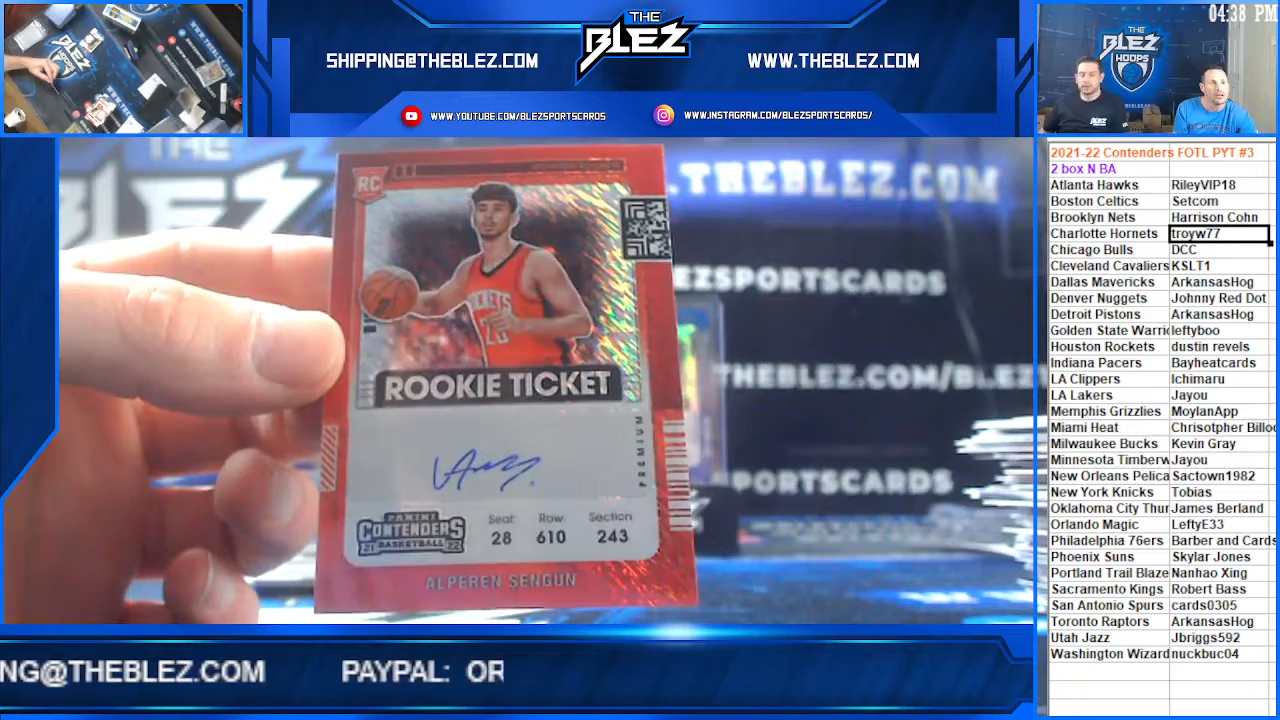 THE
BLEZ
SHIPPING@THEBLEZ.COM
WWW.THEBLEZ.COM
WWW.YOUTUBE.COM/BLEZSPORTSCARDS
WWW.INSTAGRAM.COM/BLEZSPORTSCARDS/
04:38 PM
THE
BLEZ
HOOPS
RC
ROOKIE TICKET
PREMIUM
PANINI
CONTENDERS
21 BASKETBALL 22
Seat: Row: Section
28 610 243
ALPEREN SENGUN
.THEBLEZ.COM
EZSPORTSCARDS
THEBLEZ.COM/BLEZ
PORTSCARDS
2021-22 Contenders FOTL PYT #3
2 box N BA
Atlanta Hawks RileyVIP18
Boston Celtics Setcom
Brooklyn Nets Harrison Cohn
Charlotte Hornets troyw77
Chicago Bulls DCC
Cleveland Cavaliers KSLT1
Dallas Mavericks ArkansasHog
Denver Nuggets Johnny Red Dot
Detroit Pistons ArkansasHog
Golden State Warri leftyboo
Houston Rockets dustin revels
Indiana Pacers Bayheatcards
LA Clippers Ichimaru
LA Lakers Jayou
Memphis Grizzlies MoylanApp
Miami Heat Chrisotpher Billo
Milwaukee Bucks Kevin Gray
Minnesota Timberw Jayou
New Orleans Pelica Sactown1982
New York Knicks Tobias
Oklahoma City Thun James Berland
Orlando Magic LeftyE33
Philadelphia 76ers Barber and Cards
Phoenix Suns Skylar Jones
Portland Trail Blaze Nanhao Xing
Sacramento Kings Robert Bass
San Antonio Spurs cards0305
Toronto Raptors ArkansasHog
Utah Jazz Jbriggs592
Washington Wizard nuckbuc04
NG@THEBLEZ.COM PAYPAL: OR